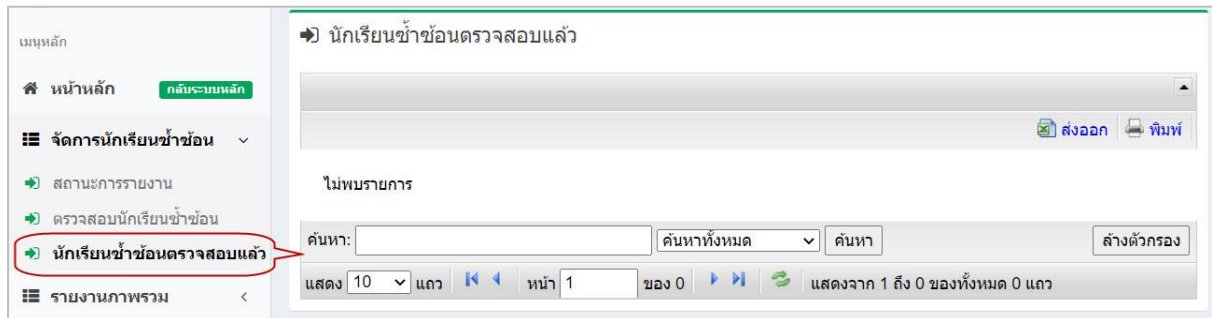 เมนูหลัก
หน้าหลัก กลับระบบหลัก
จัดการนักเรียนซ้ำซ้อน
สถานะการรายงาน
ตรวจสอบนักเรียนซ้ำซ้อน
นักเรียนซ้ำซ้อนตรวจสอบแล้ว
รายงานภาพรวม
นักเรียนซ้ำซ้อนตรวจสอบแล้ว
ส่งออก พิมพ์
ไม่พบรายการ
ค้นหา: ค้นหาทั้งหมด ค้นหา ล้างตัวกรอง
แสดง 10 แถว หน้า 1 ของ 0 แสดงจาก 1 ถึง 0 ของทั้งหมด 0 แถว